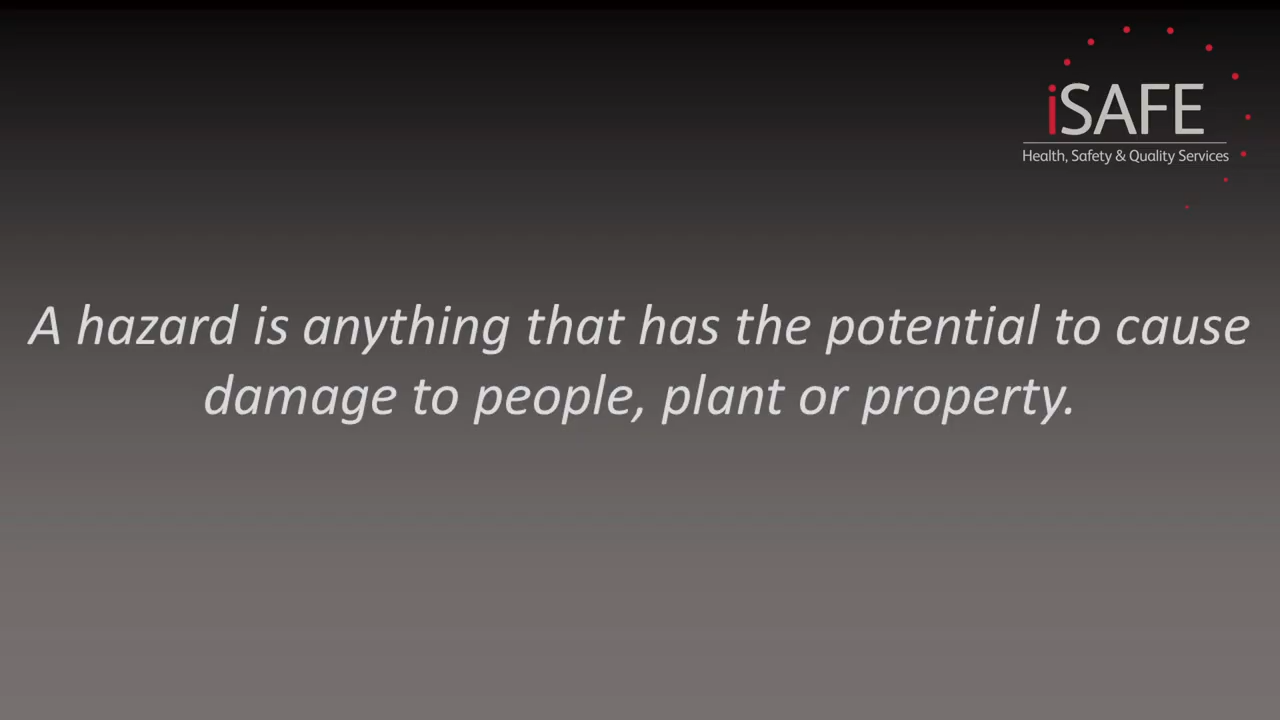 iSAFE
Health, Safety & Quality Services
A hazard is anything that has the potential to cause
damage to people, plant or property.